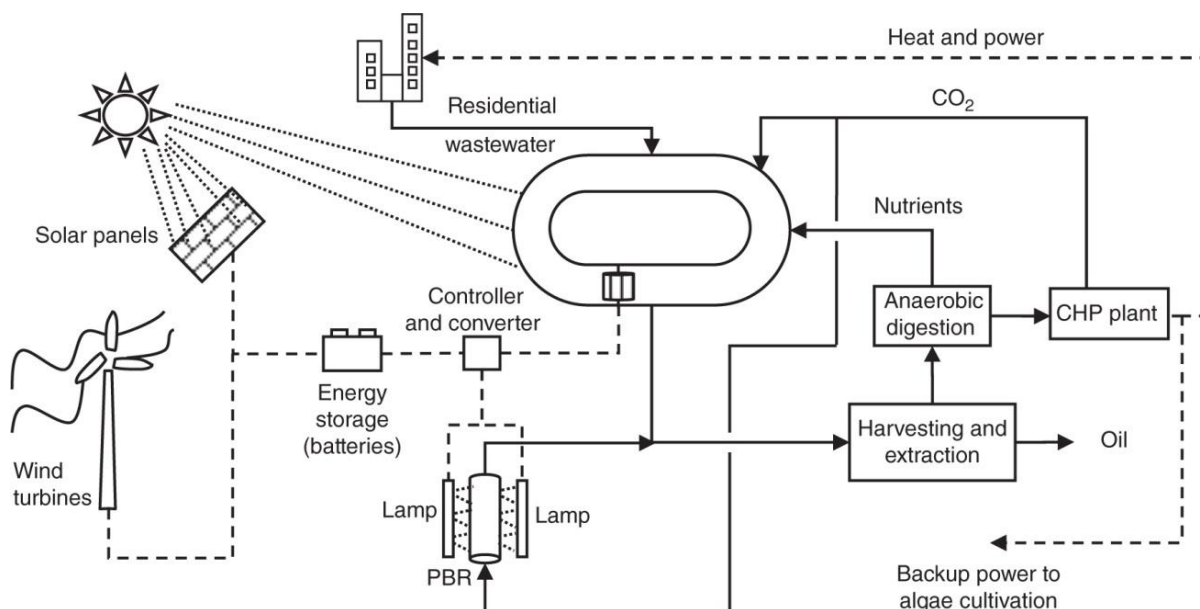 Heat and power
CO₂
Residential
wastewater
Nutrients
Solar panels
Controller
and converter
Anaerobic
digestion
CHP plant
Energy
storage
(batteries)
Harvesting and
extraction
Oil
Wind
turbines
Lamp
Lamp
PBR
Backup power to
algae cultivation